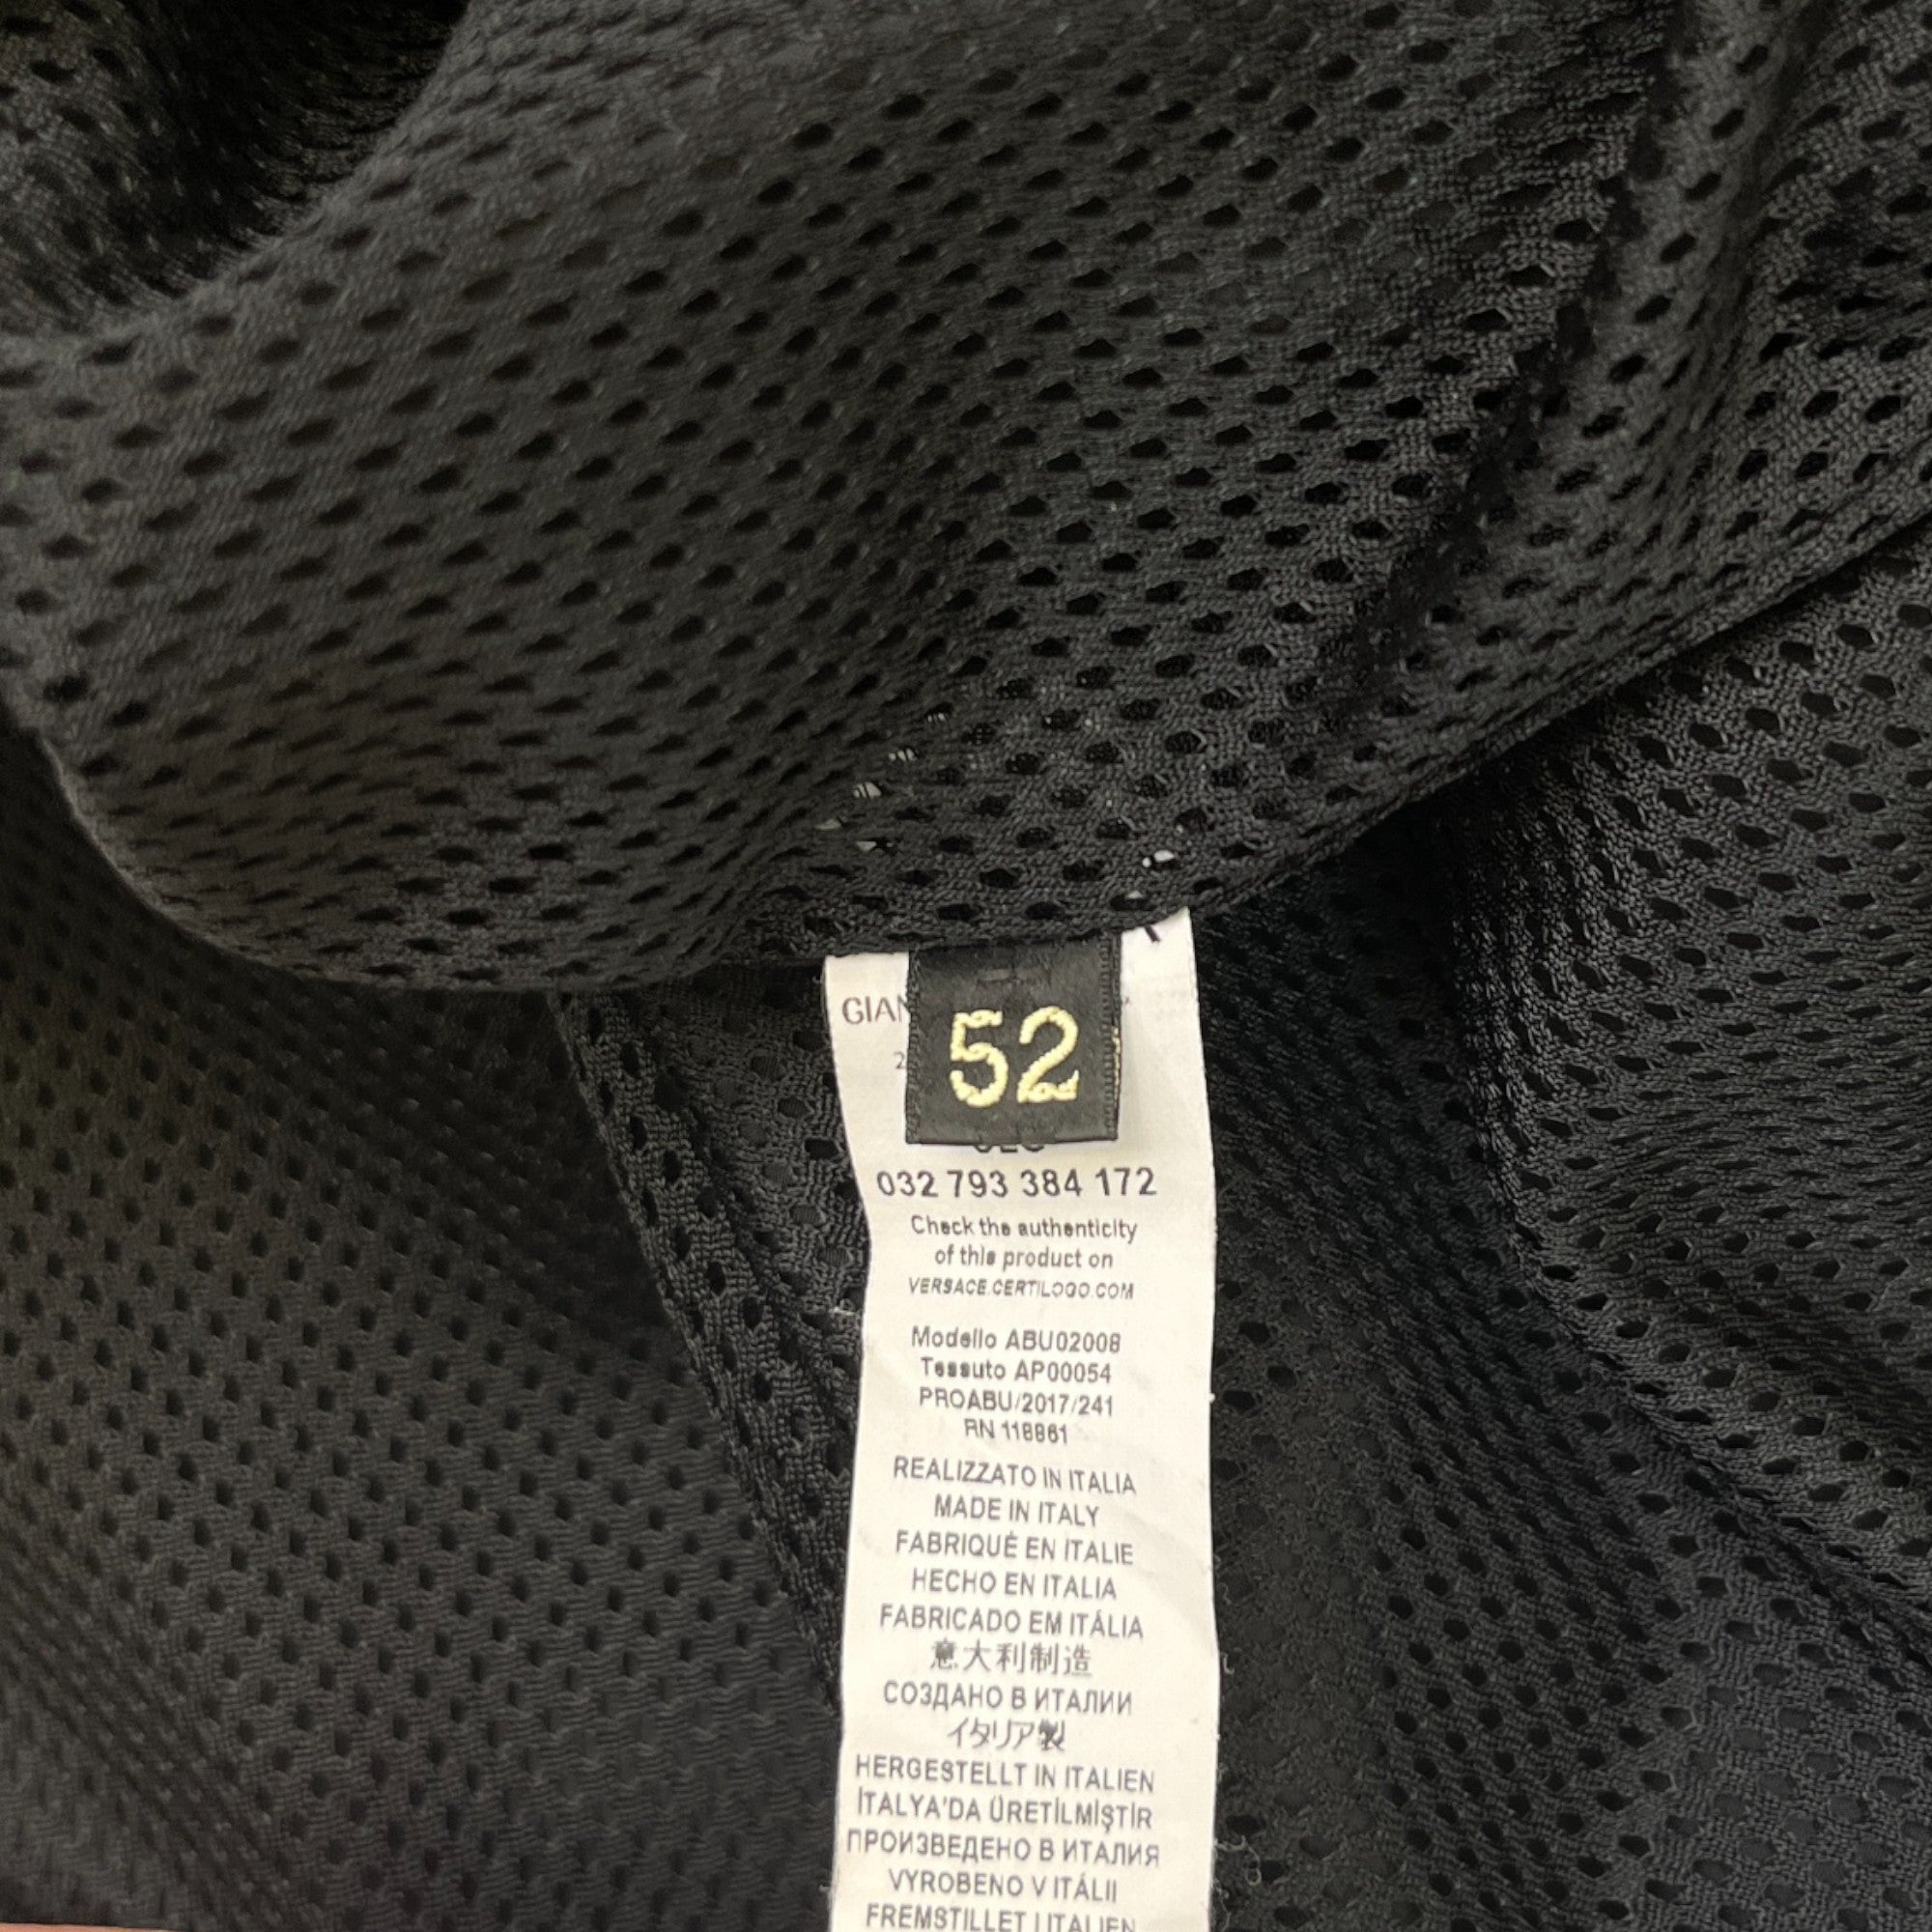 52
032 793 384 172
Check the authenticity
of this product on
VERSACE.CERTILOGO.COM
Modello ABU02008
Tessuto AP00054
PROABU/2017/241
RN 118861
REALIZZATO IN ITALIA
MADE IN ITALY
FABRIQUÉ EN ITALIE
HECHO EN ITALIA
FABRICADO EM ITÁLIA
意大利制造
СОЗДАНО В ИТАЛИИ
イタリア製
HERGESTELLT IN ITALIEN
İTALYA'DA ÜRETİLMİŞTİR
ПРОИЗВЕДЕНО В ИТАЛИЯ
VYROBENO V ITÁLII
FREMSTILLET I ITALIEN